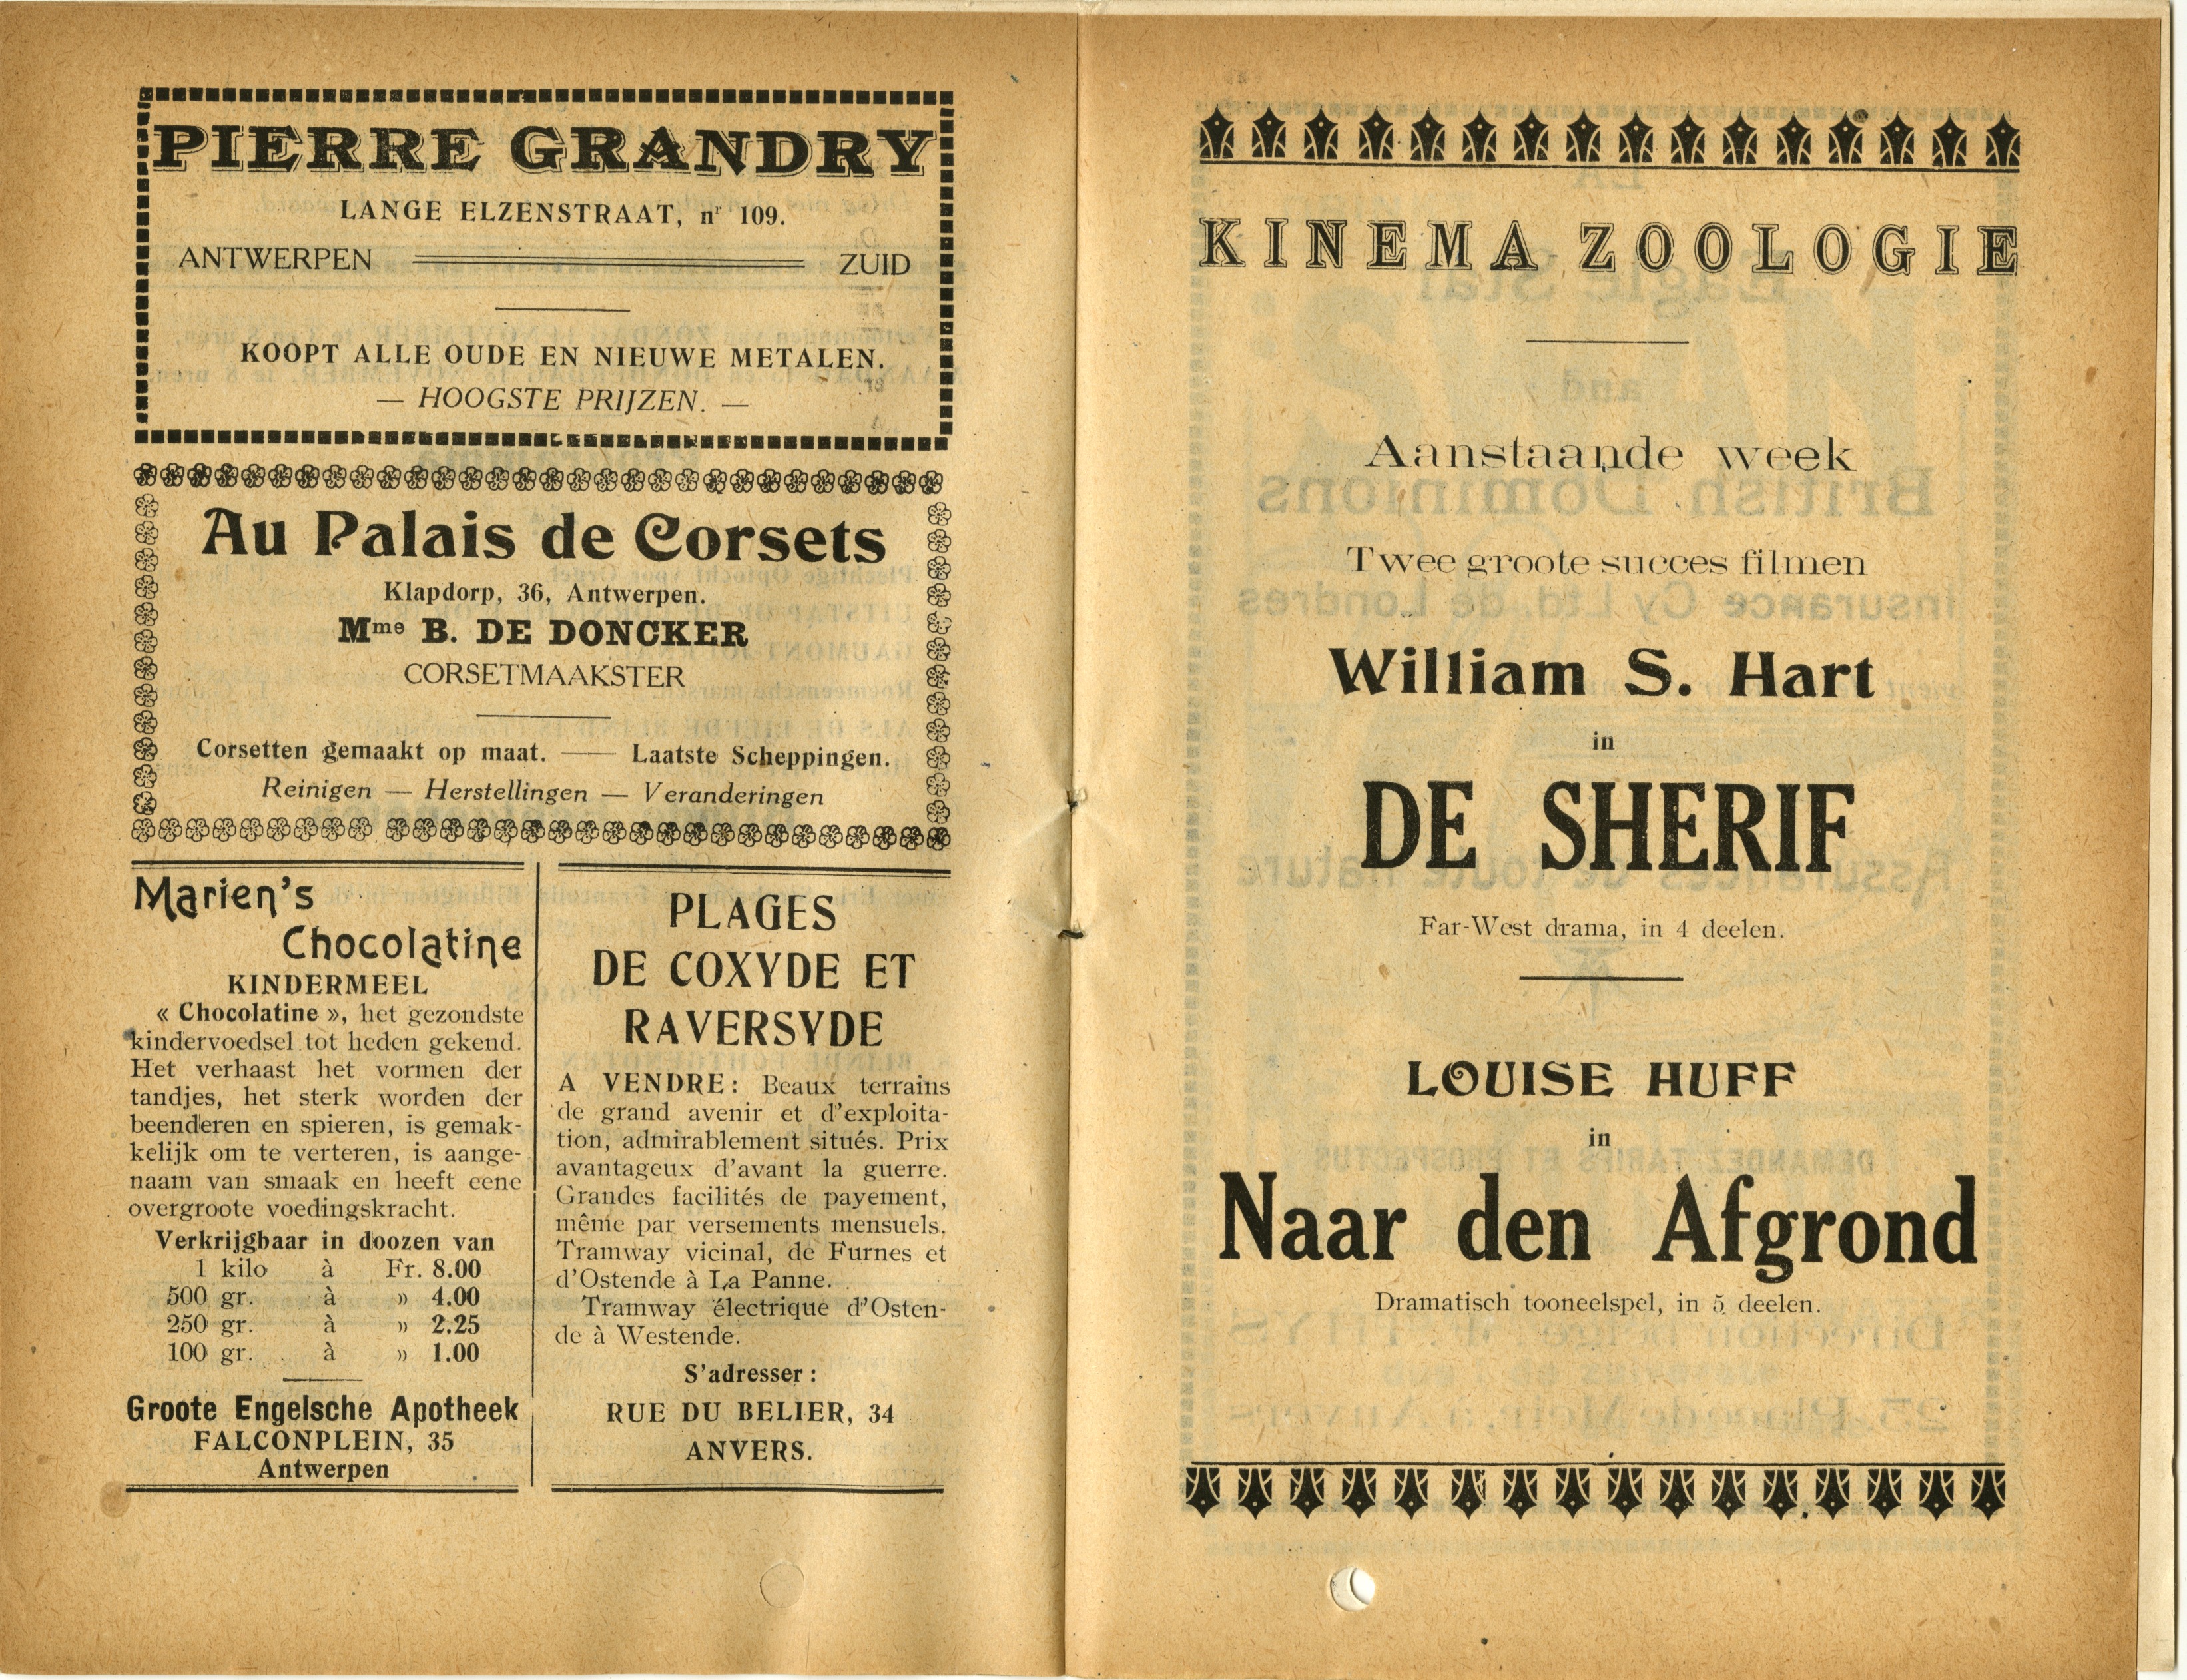 PIERRE GRANDRY
LANGE ELZENSTRAAT, nr 109.
ANTWERPEN ZUID
KOOPT ALLE OUDE EN NIEUWE METALEN.
— HOOGSTE PRIJZEN. —
Au Palais de Corsets
Klapdorp, 36, Antwerpen.
Mme B. DE DONCKER
CORSETMAAKSTER
Corsetten gemaakt op maat. — Laatste Scheppingen.
Reinigen — Herstellingen — Veranderingen
Marien's
Chocolatine
KINDERMEEL
« Chocolatine », het gezondste
kindervoedsel tot heden gekend.
Het verhaast het vormen der
tandjes, het sterk worden der
beenderen en spieren, is gemak-
kelijk om te verteren, is aange-
naam van smaak en heeft eene
overgroote voedingskracht.
Verkrijgbaar in doozen van
1 kilo à Fr. 8.00
500 gr. à » 4.00
250 gr. à » 2.25
100 gr. à » 1.00
Groote Engelsche Apotheek
FALCONPLEIN, 35
Antwerpen
PLAGES
DE COXYDE ET
RAVERSYDE
A VENDRE: Beaux terrains
de grand avenir et d'exploita-
tion, admirablement situés. Prix
avantageux d'avant la guerre.
Grandes facilités de payement,
même par versements mensuels.
Tramway vicinal, de Furnes et
d'Ostende à La Panne.
Tramway électrique d'Osten-
de à Westende.
S'adresser :
RUE DU BELIER, 34
ANVERS.
KINEMA ZOOLOGIE
Aanstaande week
Twee groote succes filmen
William S. Hart
in
DE SHERIF
Far-West drama, in 4 deelen.
LOUISE HUFF
in
Naar den Afgrond
Dramatisch tooneelspel, in 5 deelen.